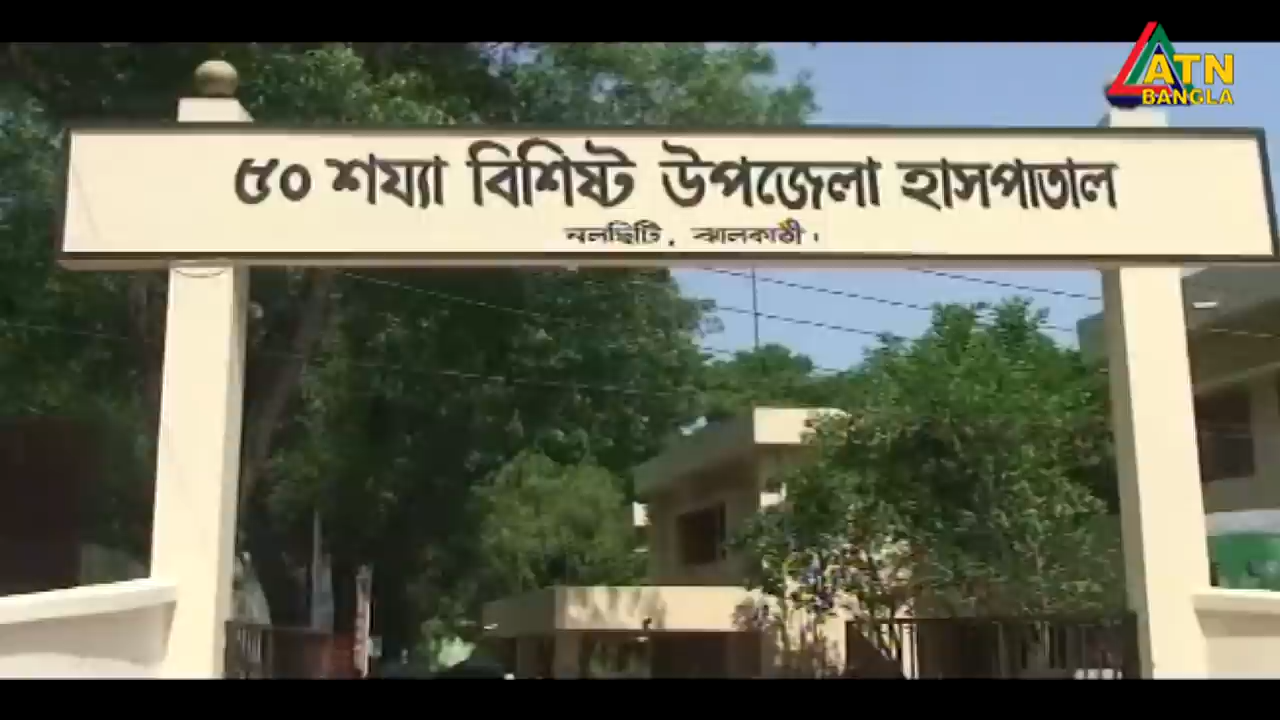 ATN
BANGLA
৫০ শয্যা বিশিষ্ট উপজেলা হাসপাতাল
নলছিটি, ঝালকাঠী।